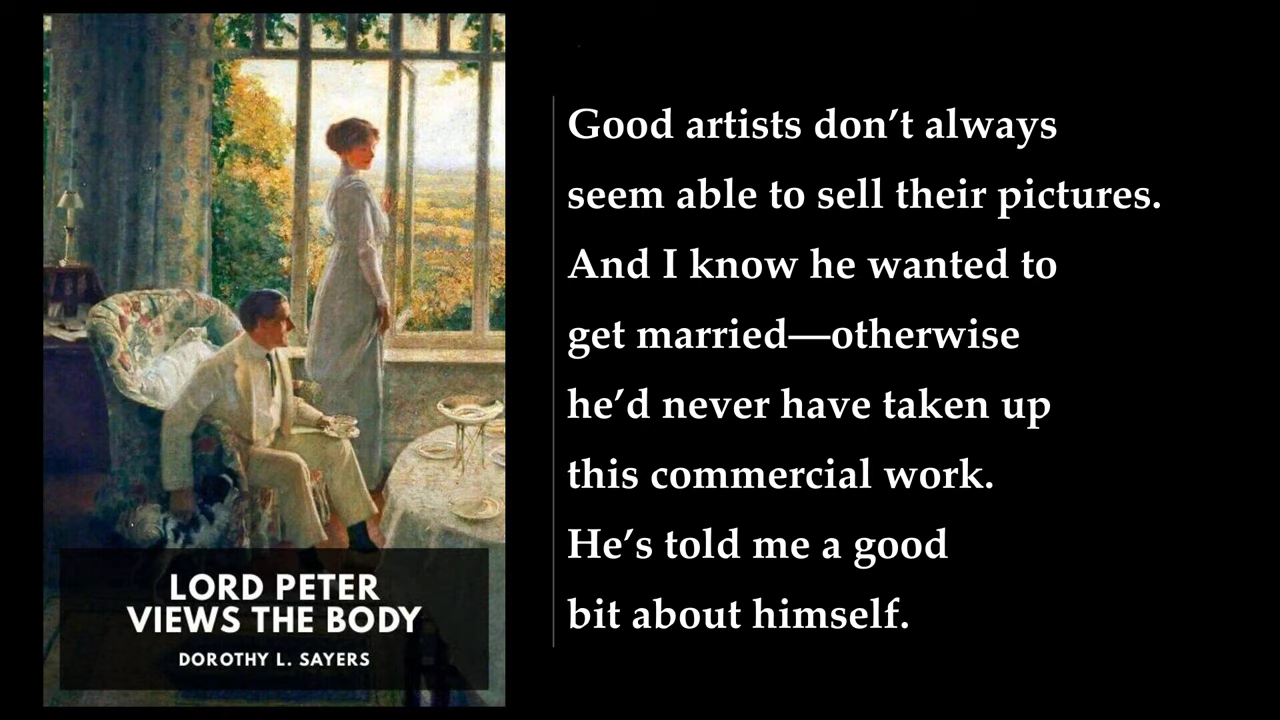 LORD PETER
VIEWS THE BODY
DOROTHY L. SAYERS
Good artists don’t always
seem able to sell their pictures.
And I know he wanted to
get married—otherwise
he’d never have taken up
this commercial work.
He’s told me a good
bit about himself.